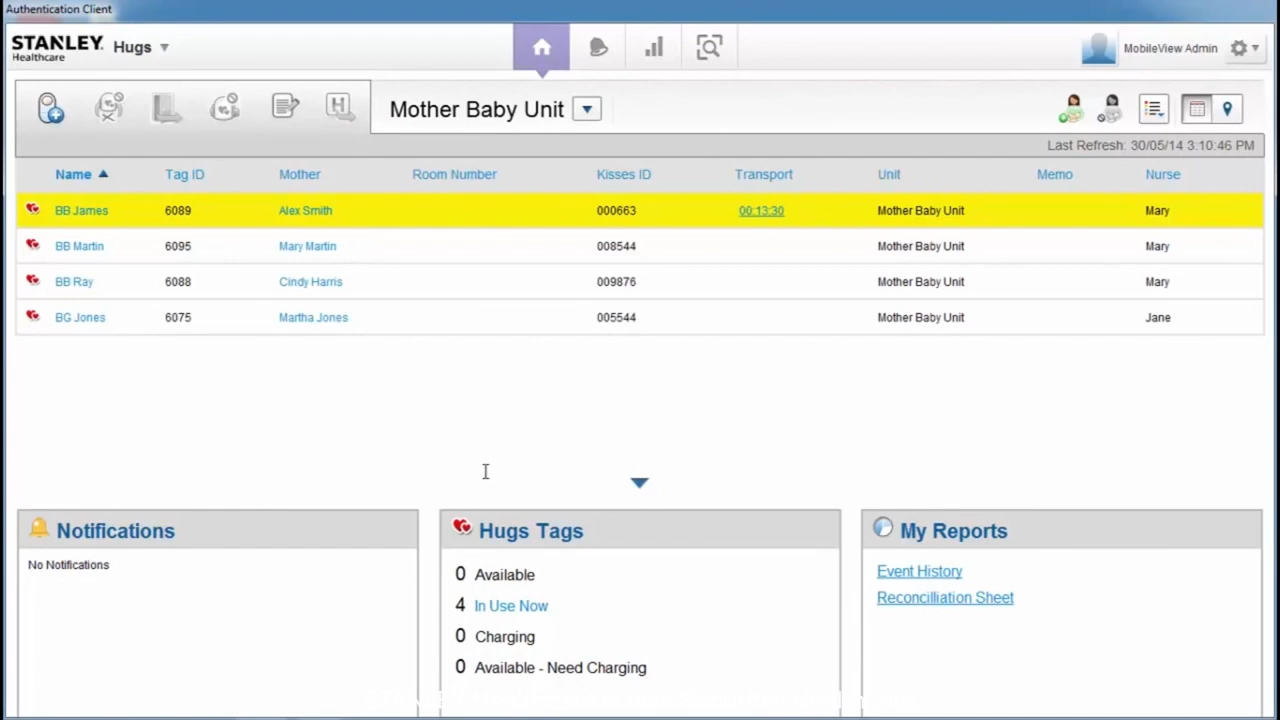 Authentication Client
STANLEY Healthcare
Hugs
MobileView Admin
Mother Baby Unit
Last Refresh: 30/05/14 3:10:46 PM
Name Tag ID Mother Room Number Kisses ID Transport Unit Memo Nurse
BB James 6089 Alex Smith 000663 00:13:30 Mother Baby Unit Mary
BB Martin 6095 Mary Martin 008544 Mother Baby Unit Mary
BB Ray 6088 Cindy Harris 009876 Mother Baby Unit Mary
BG Jones 6075 Martha Jones 005544 Mother Baby Unit Jane
Notifications
No Notifications
Hugs Tags
0 Available
4 In Use Now
0 Charging
0 Available - Need Charging
My Reports
Event History
Reconcilliation Sheet